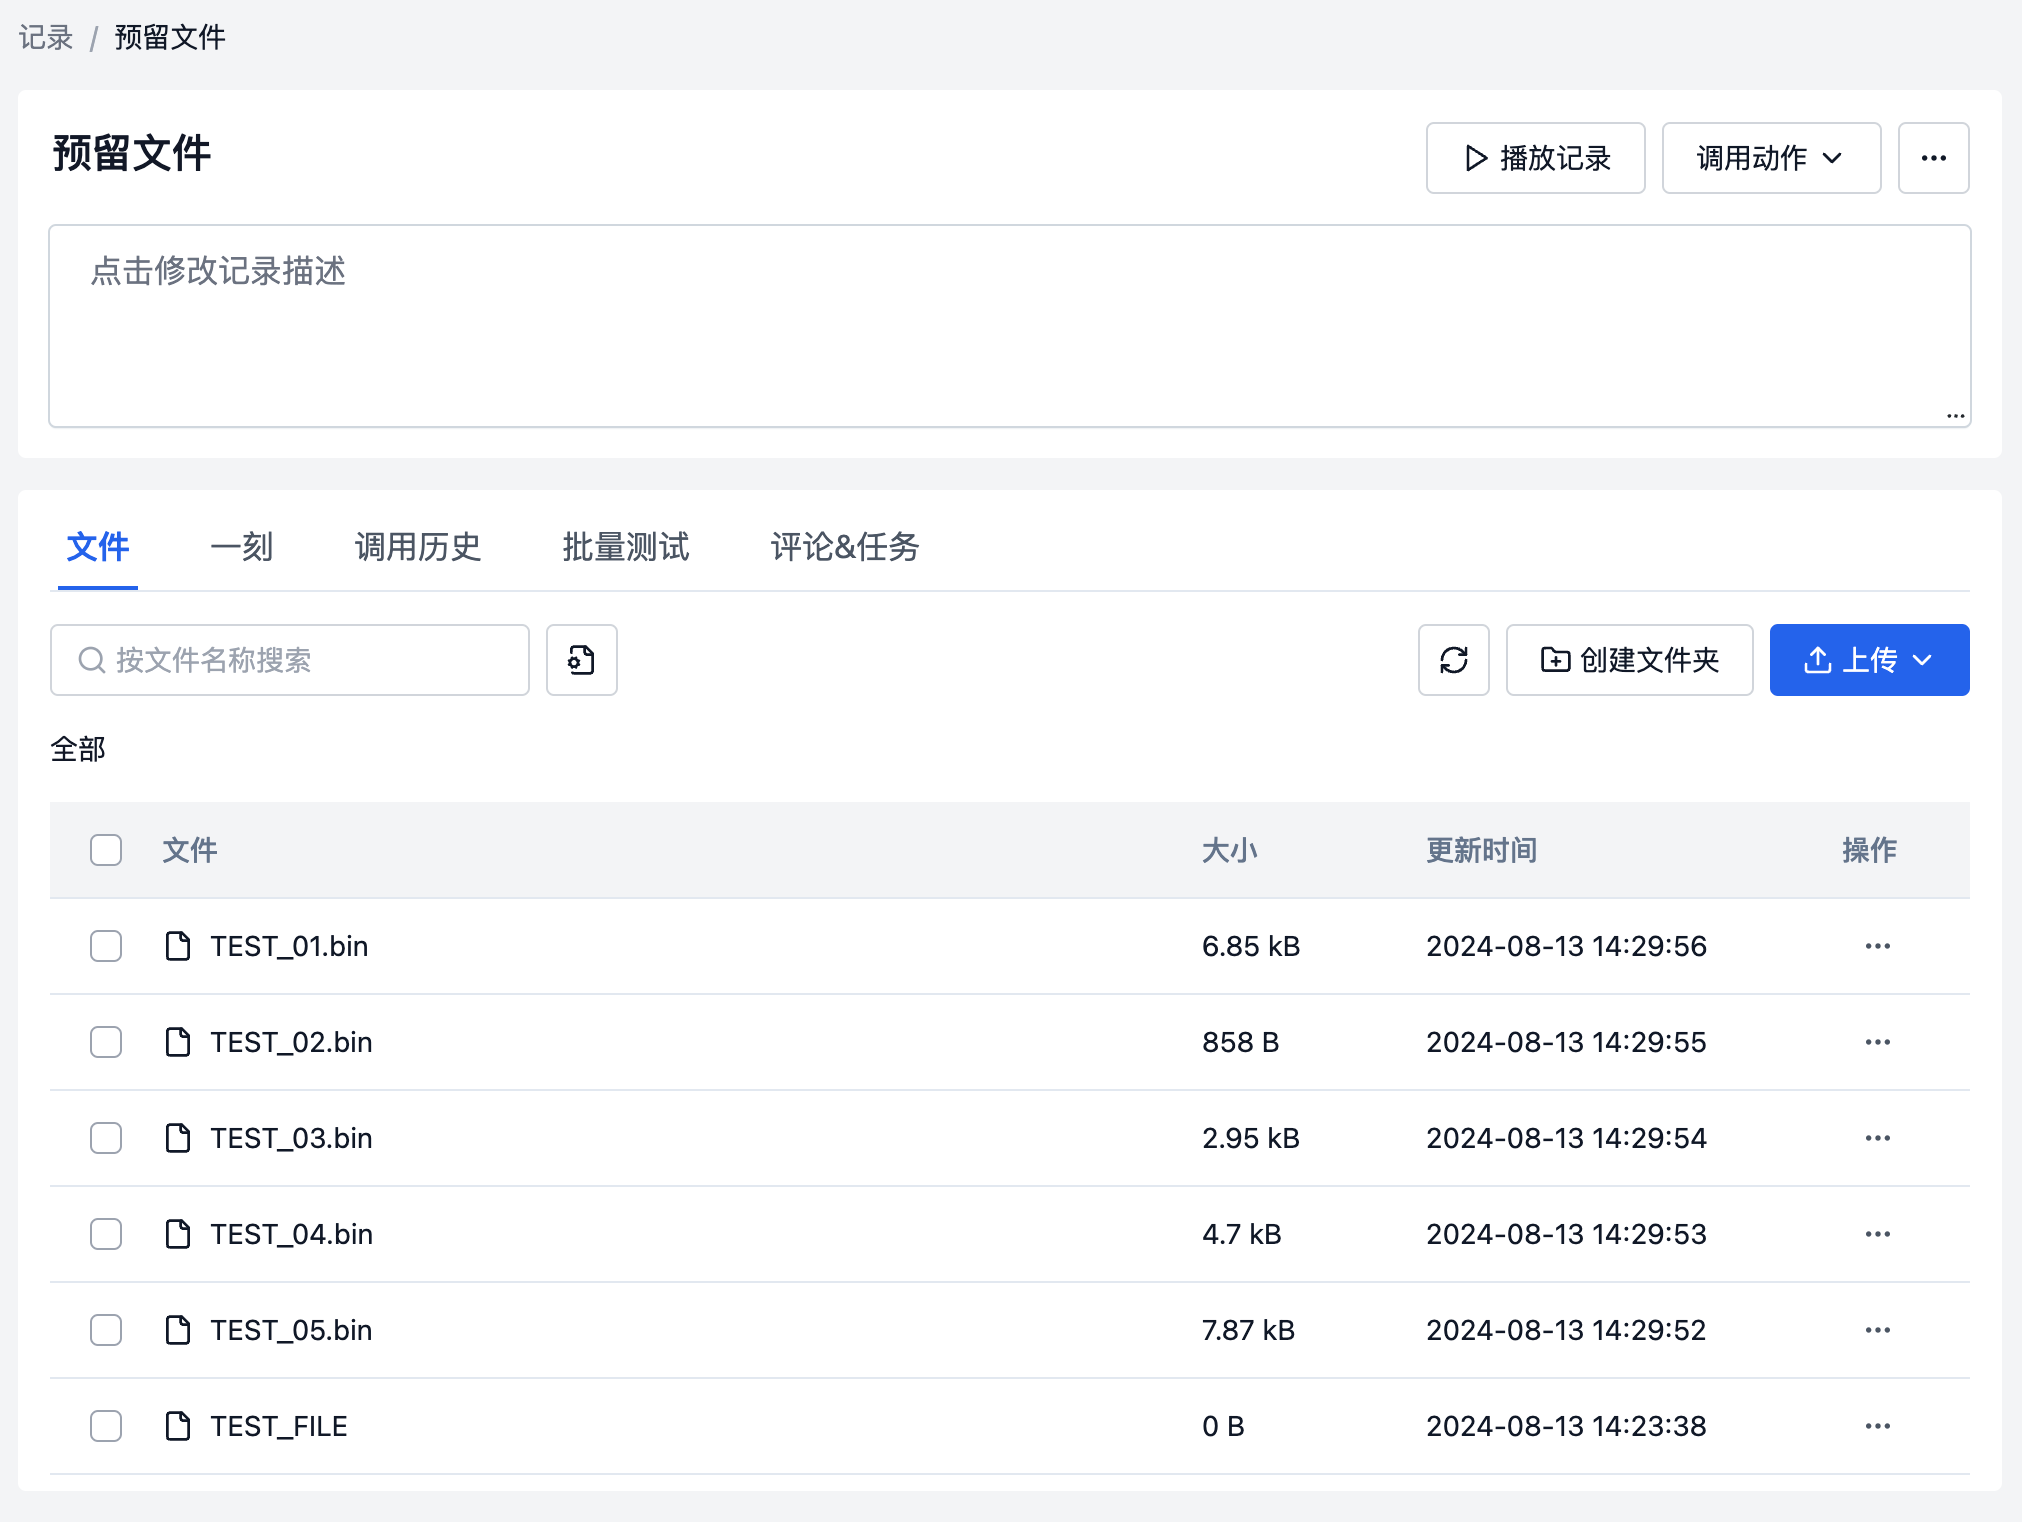 记录 / 预留文件
预留文件
播放记录
调用动作
点击修改记录描述
文件 一刻 调用历史 批量测试 评论&任务
按文件名称搜索
创建文件夹
上传
全部
文件 大小 更新时间 操作
TEST_01.bin 6.85 kB 2024-08-13 14:29:56
TEST_02.bin 858 B 2024-08-13 14:29:55
TEST_03.bin 2.95 kB 2024-08-13 14:29:54
TEST_04.bin 4.7 kB 2024-08-13 14:29:53
TEST_05.bin 7.87 kB 2024-08-13 14:29:52
TEST_FILE 0 B 2024-08-13 14:23:38